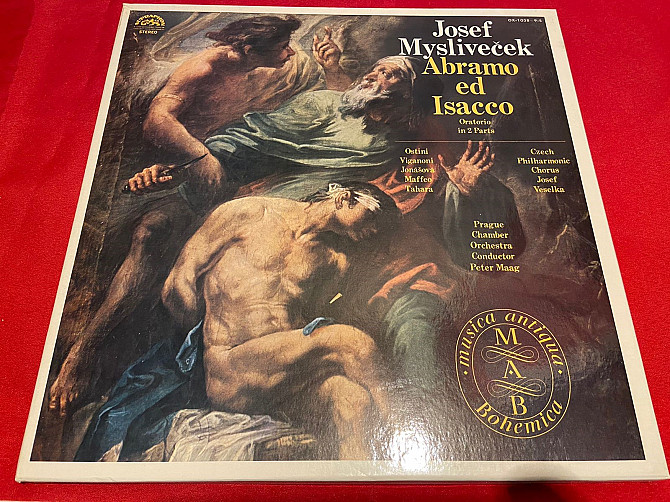 SUPRAPHON
STEREO
Josef
Mysliveček
Abramo
ed
Isacco
Oratorio
in 2 Parts
Ostini
Viganoni
Jonášová
Maffeo
Tahara
Czech
Philharmonic
Chorus
Josef
Veselka
Prague
Chamber
Orchestra
Conductor
Peter Maag
musica antiqua
M
A
B
Bohemica